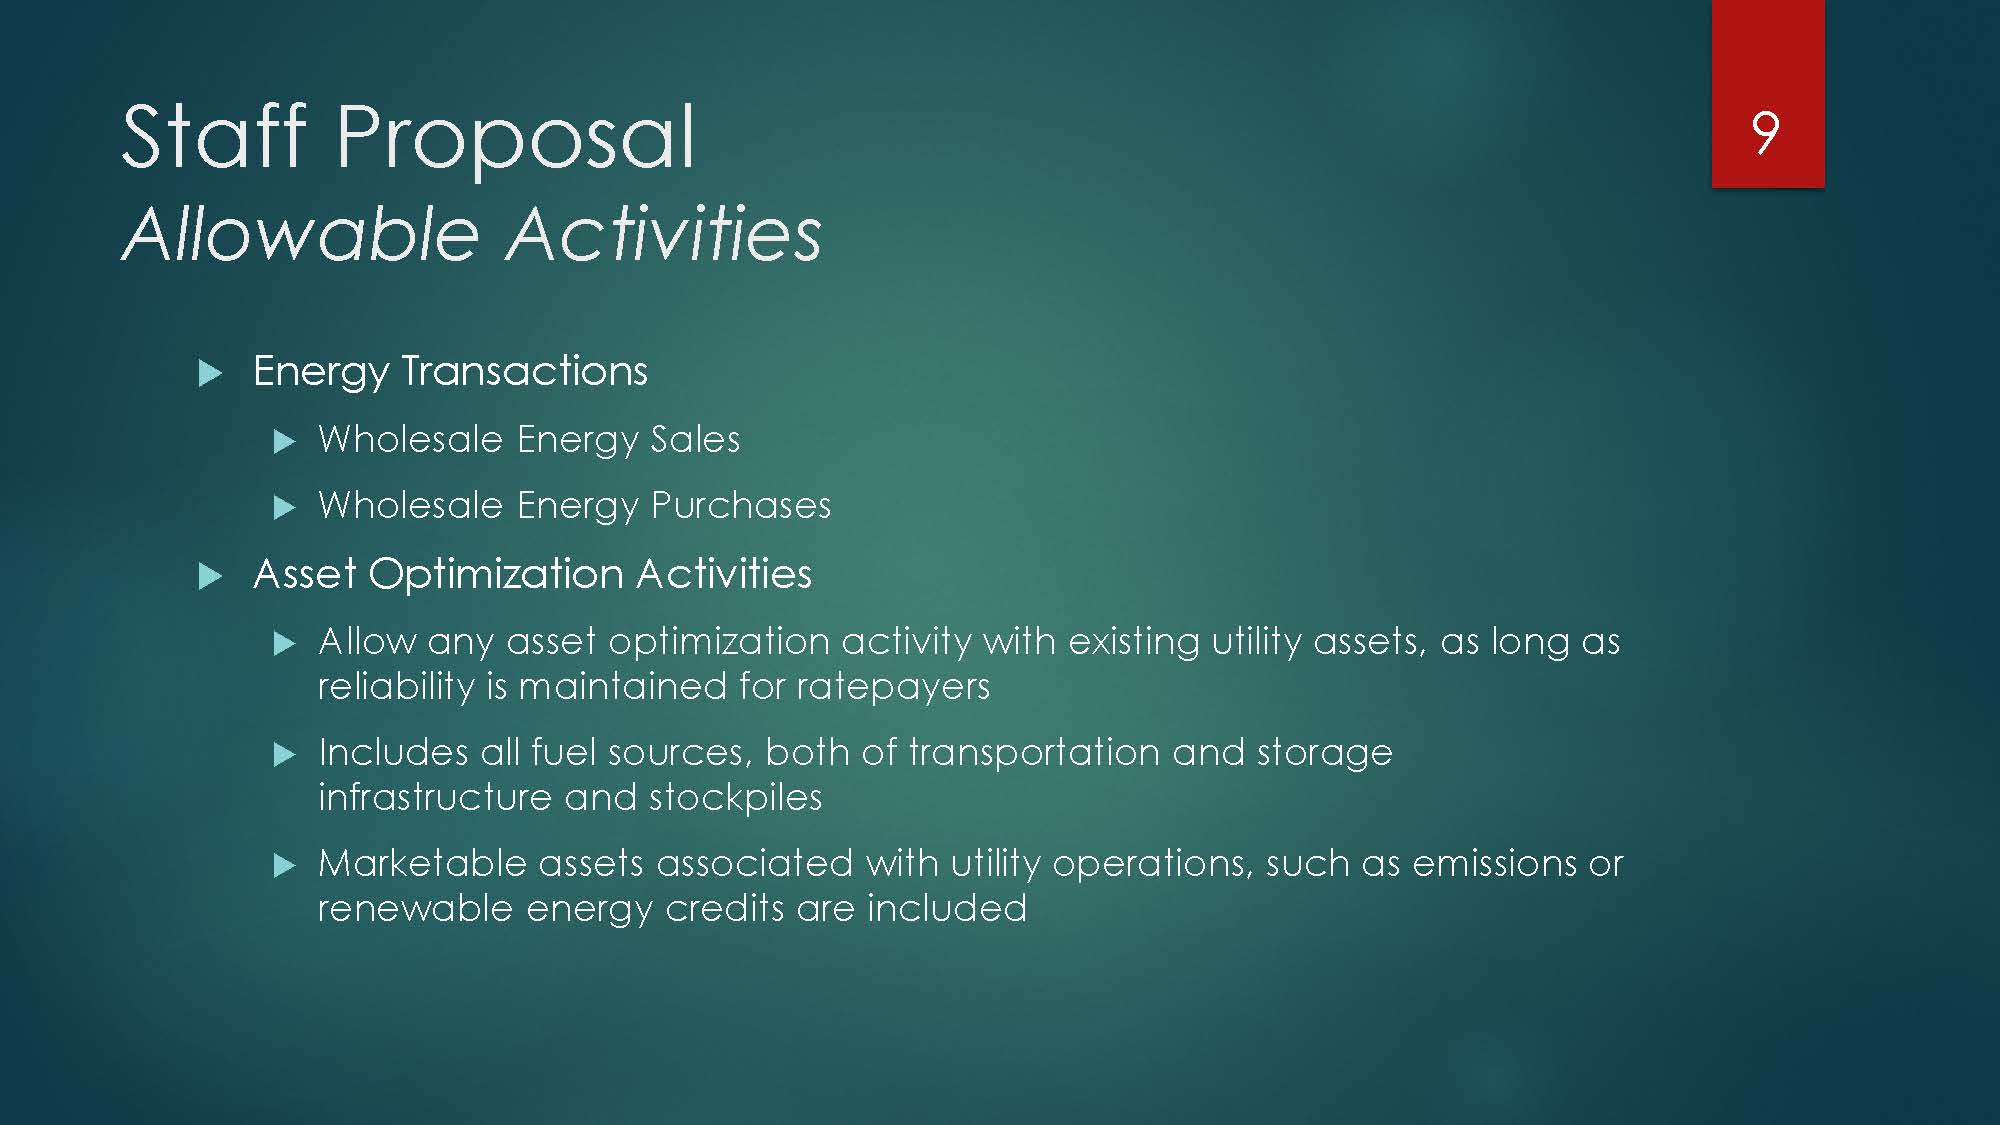 Staff Proposal
Allowable Activities
9
Energy Transactions
Wholesale Energy Sales
Wholesale Energy Purchases
Asset Optimization Activities
Allow any asset optimization activity with existing utility assets, as long as
reliability is maintained for ratepayers
Includes all fuel sources, both of transportation and storage
infrastructure and stockpiles
Marketable assets associated with utility operations, such as emissions or
renewable energy credits are included